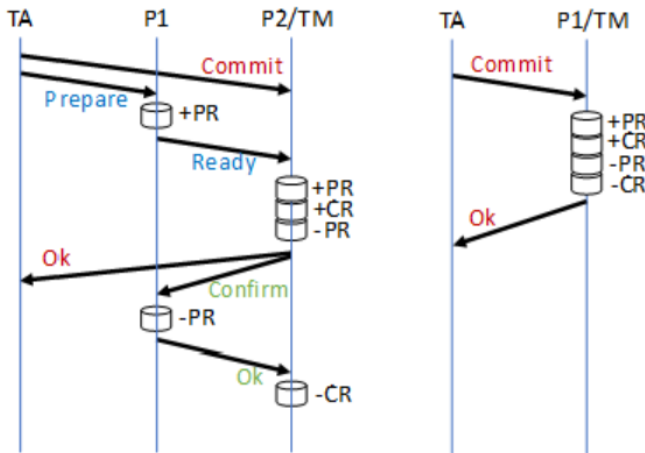 TA P1 P2/TM TA P1/TM
Commit
Commit
Prepare
+PR
+PR
+CR
-PR
-CR
Ready
+PR
+CR
-PR
Ok
Ok
Confirm
-PR
Ok
-CR